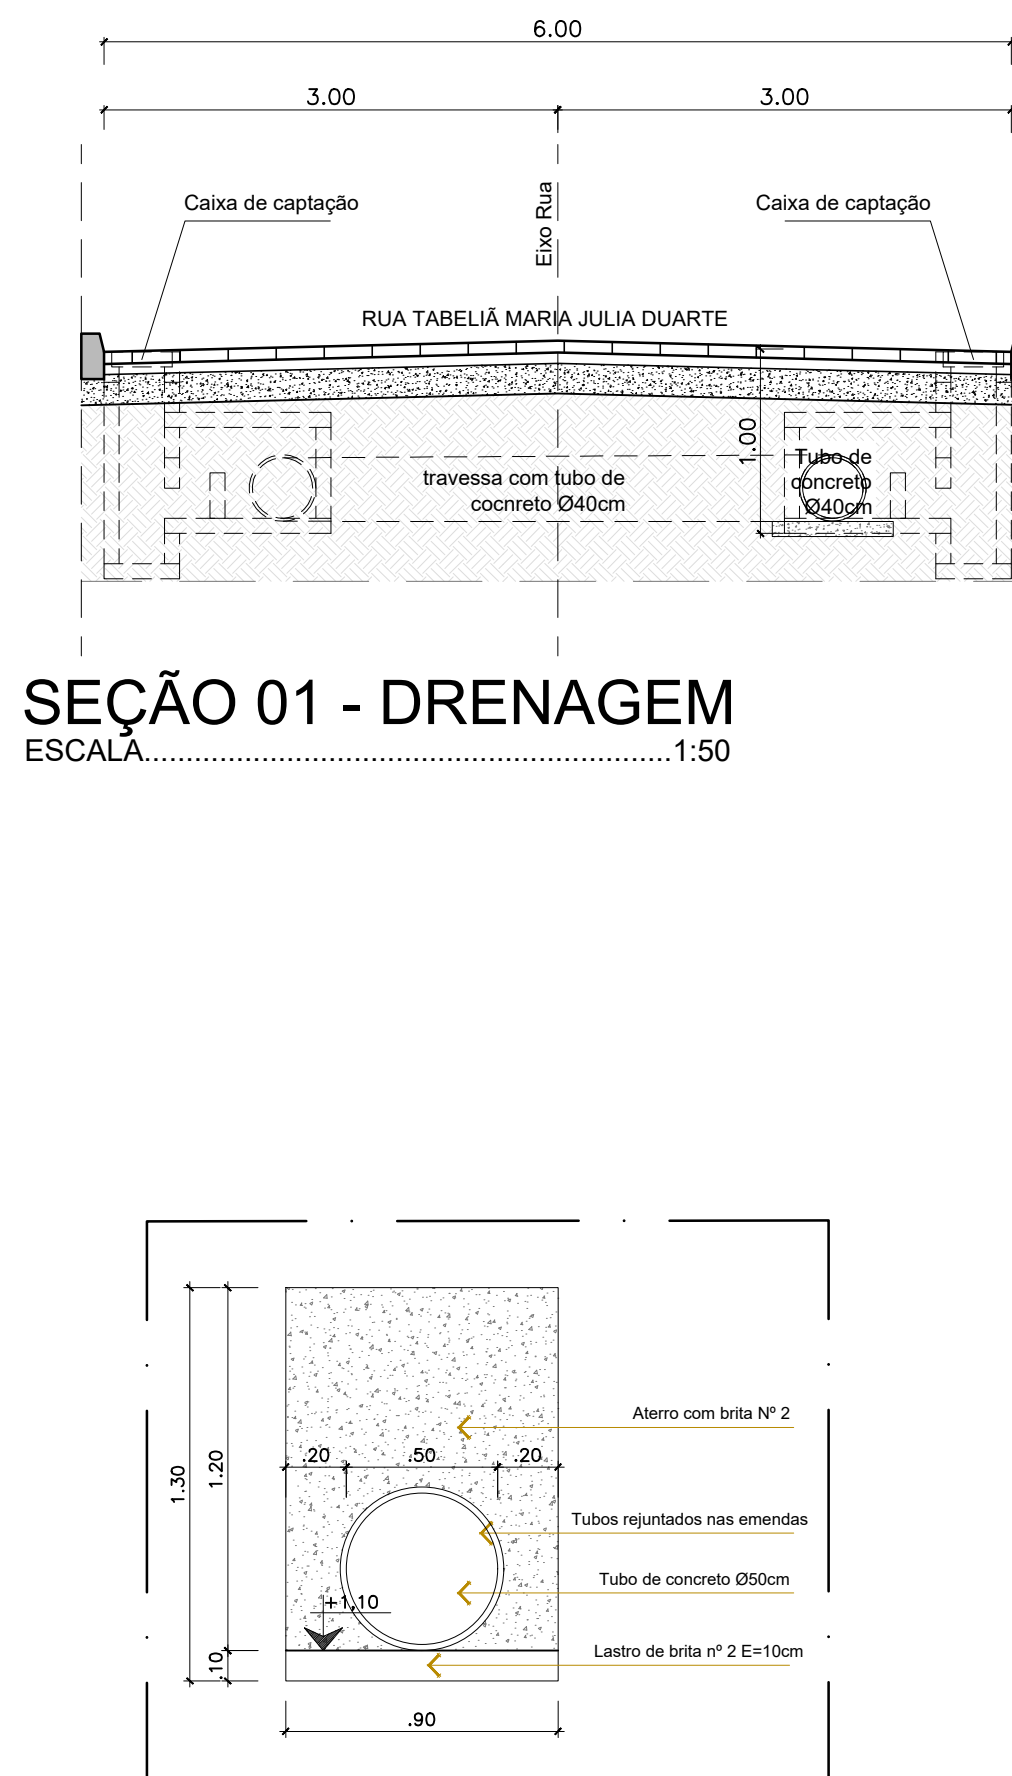 6.00
3.00
3.00
Caixa de captação
Caixa de captação
Eixo Rua
RUA TABELIÃ MARIA JULIA DUARTE
1.00
travessa com tubo de
cocnreto Ø40cm
Tubo de
concreto
Ø40cm
SEÇÃO 01 - DRENAGEM
ESCALA...............................................................1:50
Aterro com brita Nº 2
.20
.50
.20
1.30
1.20
Tubos rejuntados nas emendas
Tubo de concreto Ø50cm
+1,10
Lastro de brita nº 2 E=10cm
.10
.90